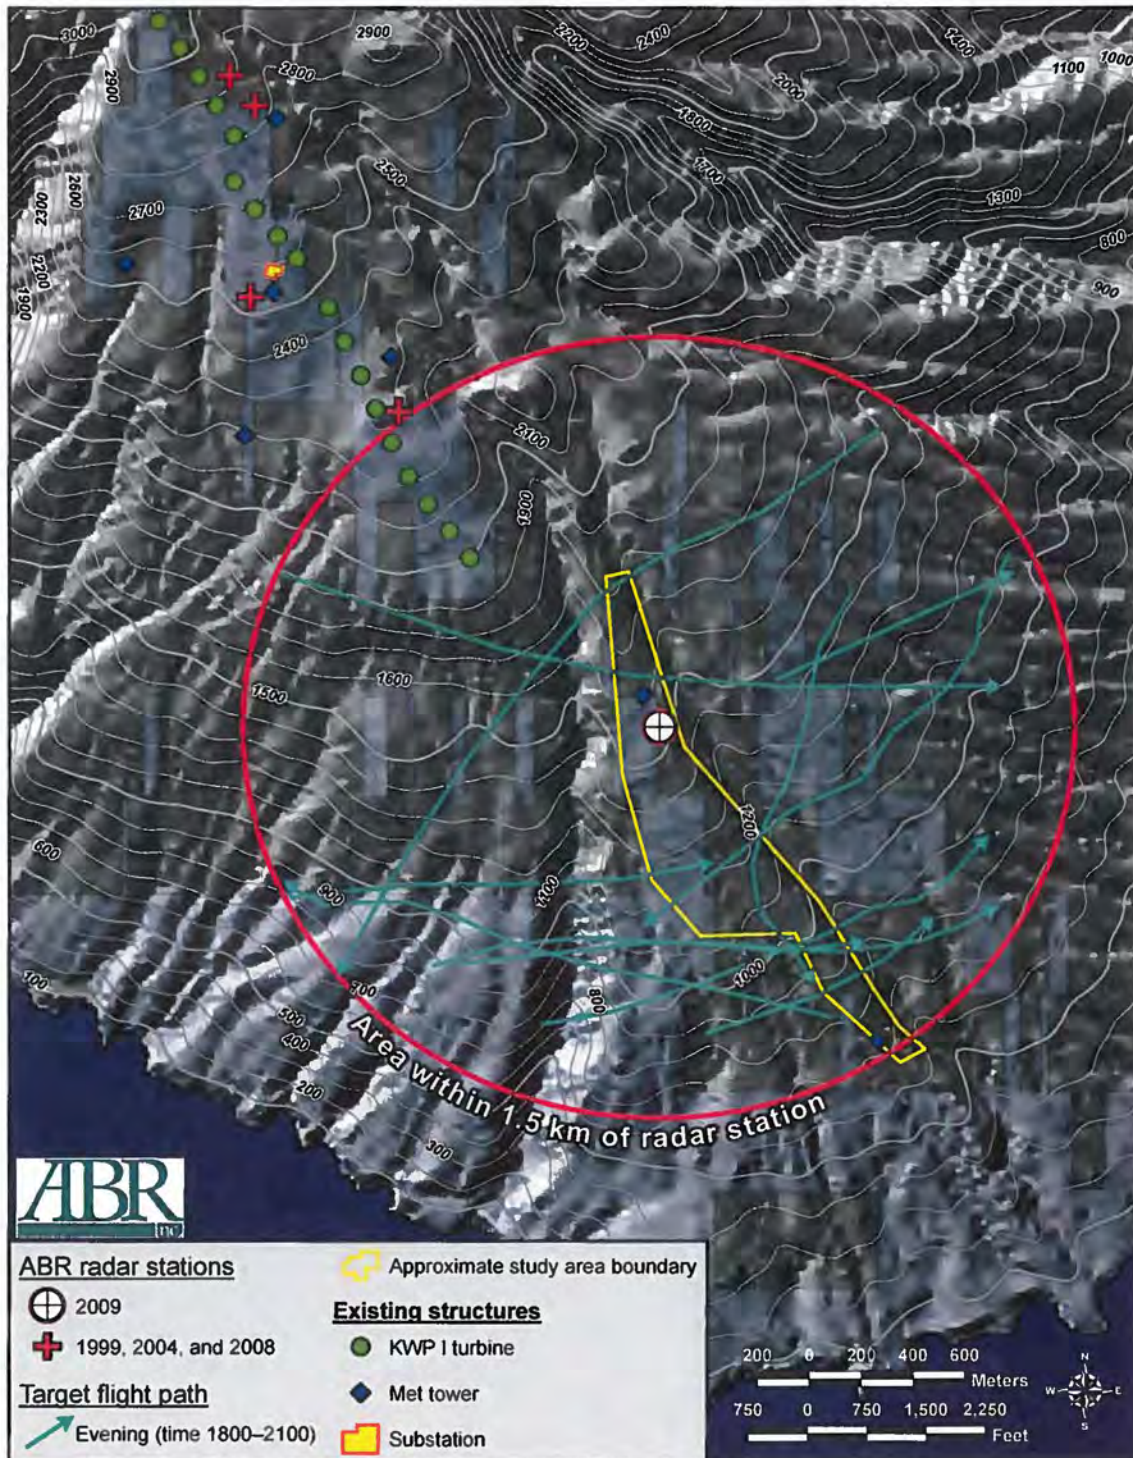 3000
2900
2200
2400
1400
1000
1100
2900
2800
2000
1800
2500
1700
2600
2300
2700
1300
2200
800
1900
900
2400
2100
1900
1600
1500
1200
600
900
1100
1000
100
700
800
500
400
200
300
Area within 1.5 km of radar station
ABR
inc
ABR radar stations
2009
1999, 2004, and 2008
Target flight path
Evening (time 1800–2100)
Approximate study area boundary
Existing structures
KWP I turbine
Met tower
Substation
200 0 200 400 600
Meters
750 0 750 1,500 2,250
Feet
N
W E
S